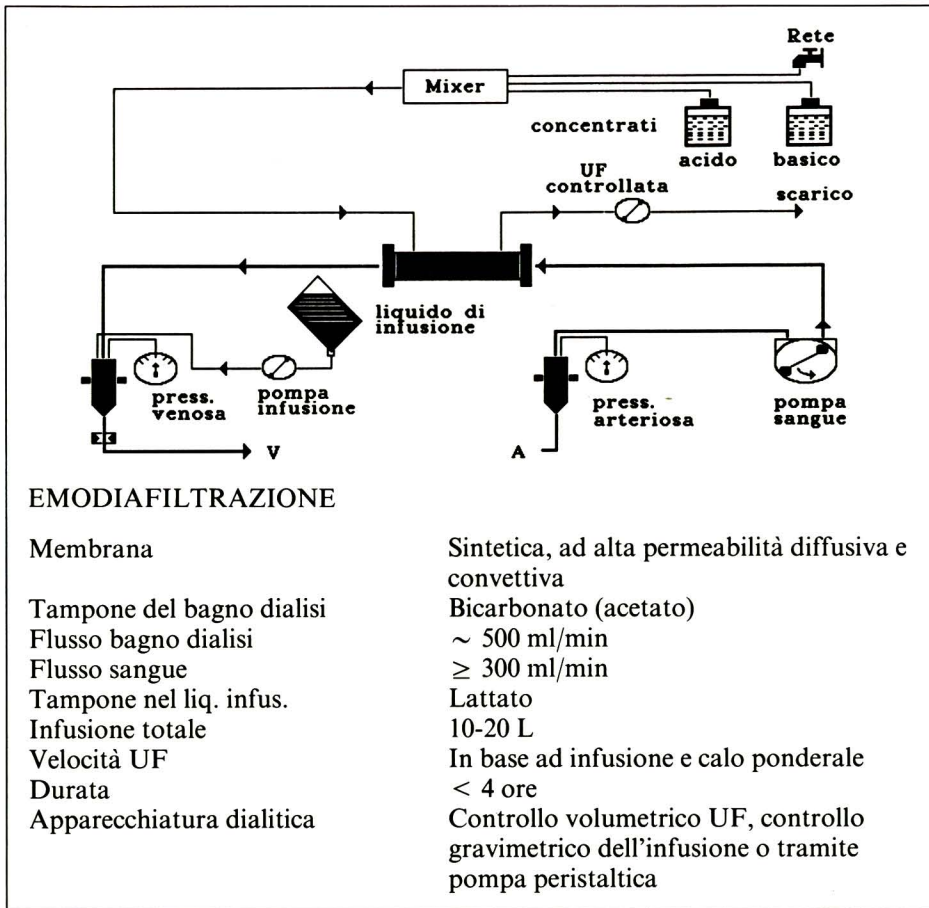 Rete
Mixer
concentrati
acido
basico
UF
controllata
scarico
liquido di
infusione
press.
venosa
pompa
infusione
press.
arteriosa
pompa
sangue
V
A
EMODIAFILTRAZIONE
Membrana Sintetica, ad alta permeabilità diffusiva e
convettiva
Tampone del bagno dialisi Bicarbonato (acetato)
Flusso bagno dialisi ~ 500 ml/min
Flusso sangue ≥ 300 ml/min
Tampone nel liq. infus. Lattato
Infusione totale 10-20 L
Velocità UF In base ad infusione e calo ponderale
Durata < 4 ore
Apparecchiatura dialitica Controllo volumetrico UF, controllo
gravimetrico dell'infusione o tramite
pompa peristaltica